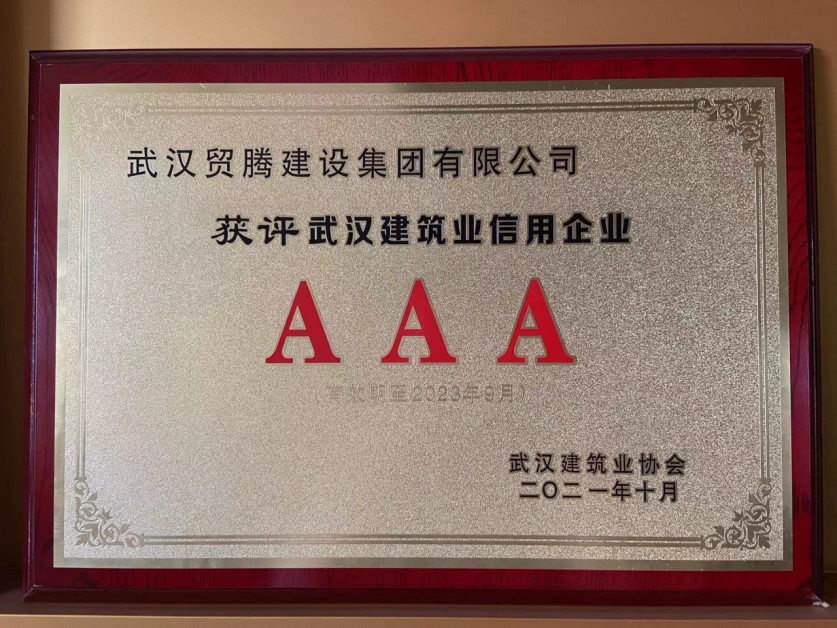 武汉贸腾建设集团有限公司
获评武汉建筑业信用企业
AAA
（有效期至2023年9月）
武汉建筑业协会
二〇二一年十月